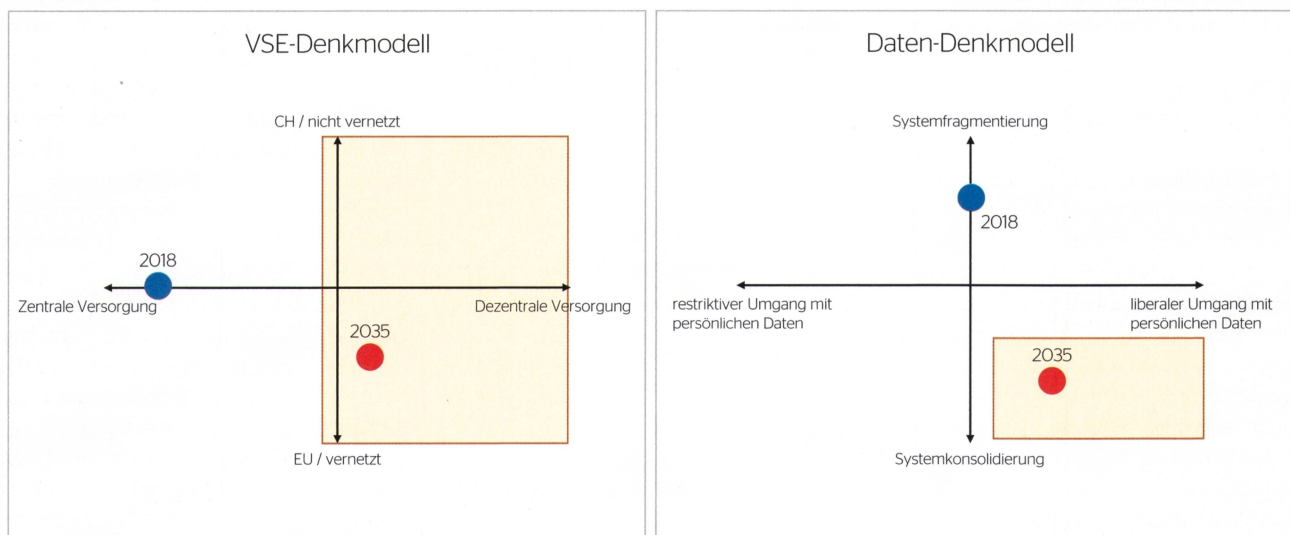 VSE-Denkmodell
CH / nicht vernetzt
2018
Zentrale Versorgung
Dezentrale Versorgung
2035
EU / vernetzt
Daten-Denkmodell
Systemfragmentierung
2018
restriktiver Umgang mit
persönlichen Daten
liberaler Umgang mit
persönlichen Daten
2035
Systemkonsolidierung